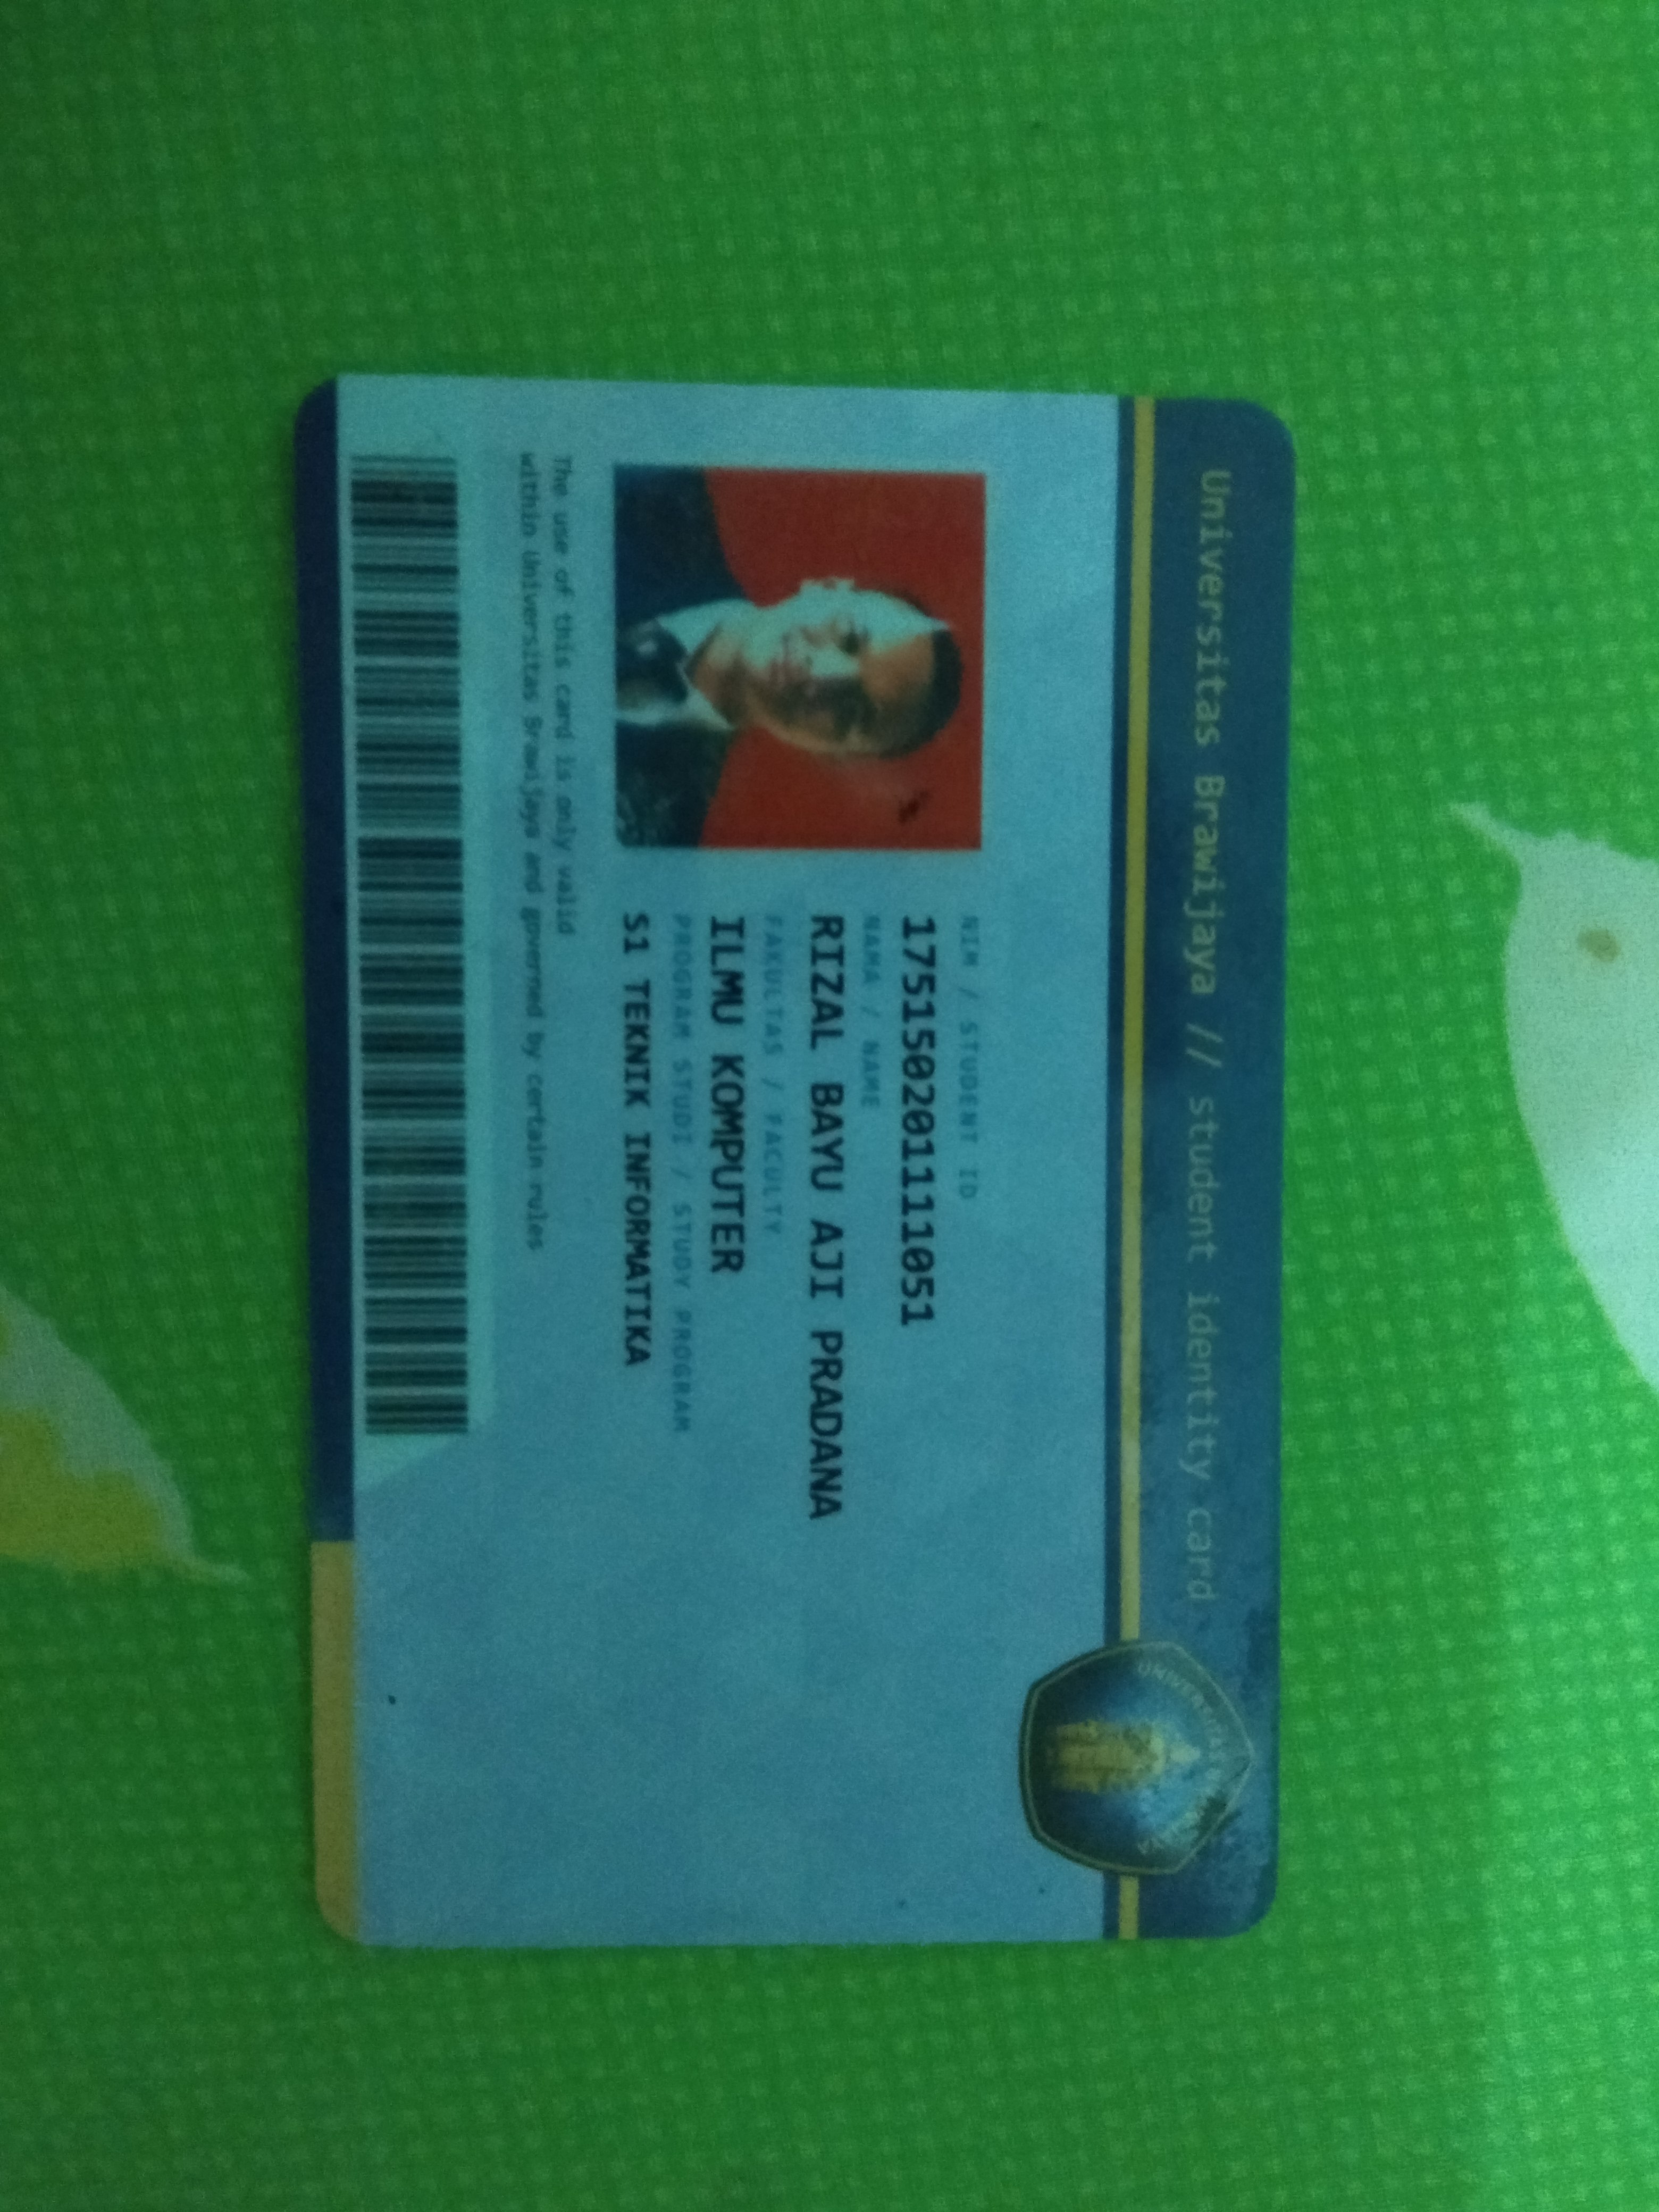 Universitas Brawijaya // student identity card
UNIVERSITAS BRAWIJAYA
NIM / STUDENT ID
175150201111051
NAMA / NAME
RIZAL BAYU AJI PRADANA
FAKULTAS / FACULTY
ILMU KOMPUTER
PROGRAM STUDI / STUDY PROGRAM
S1 TEKNIK INFORMATIKA
The use of this card is only valid
within Universitas Brawijaya and governed by certain rules